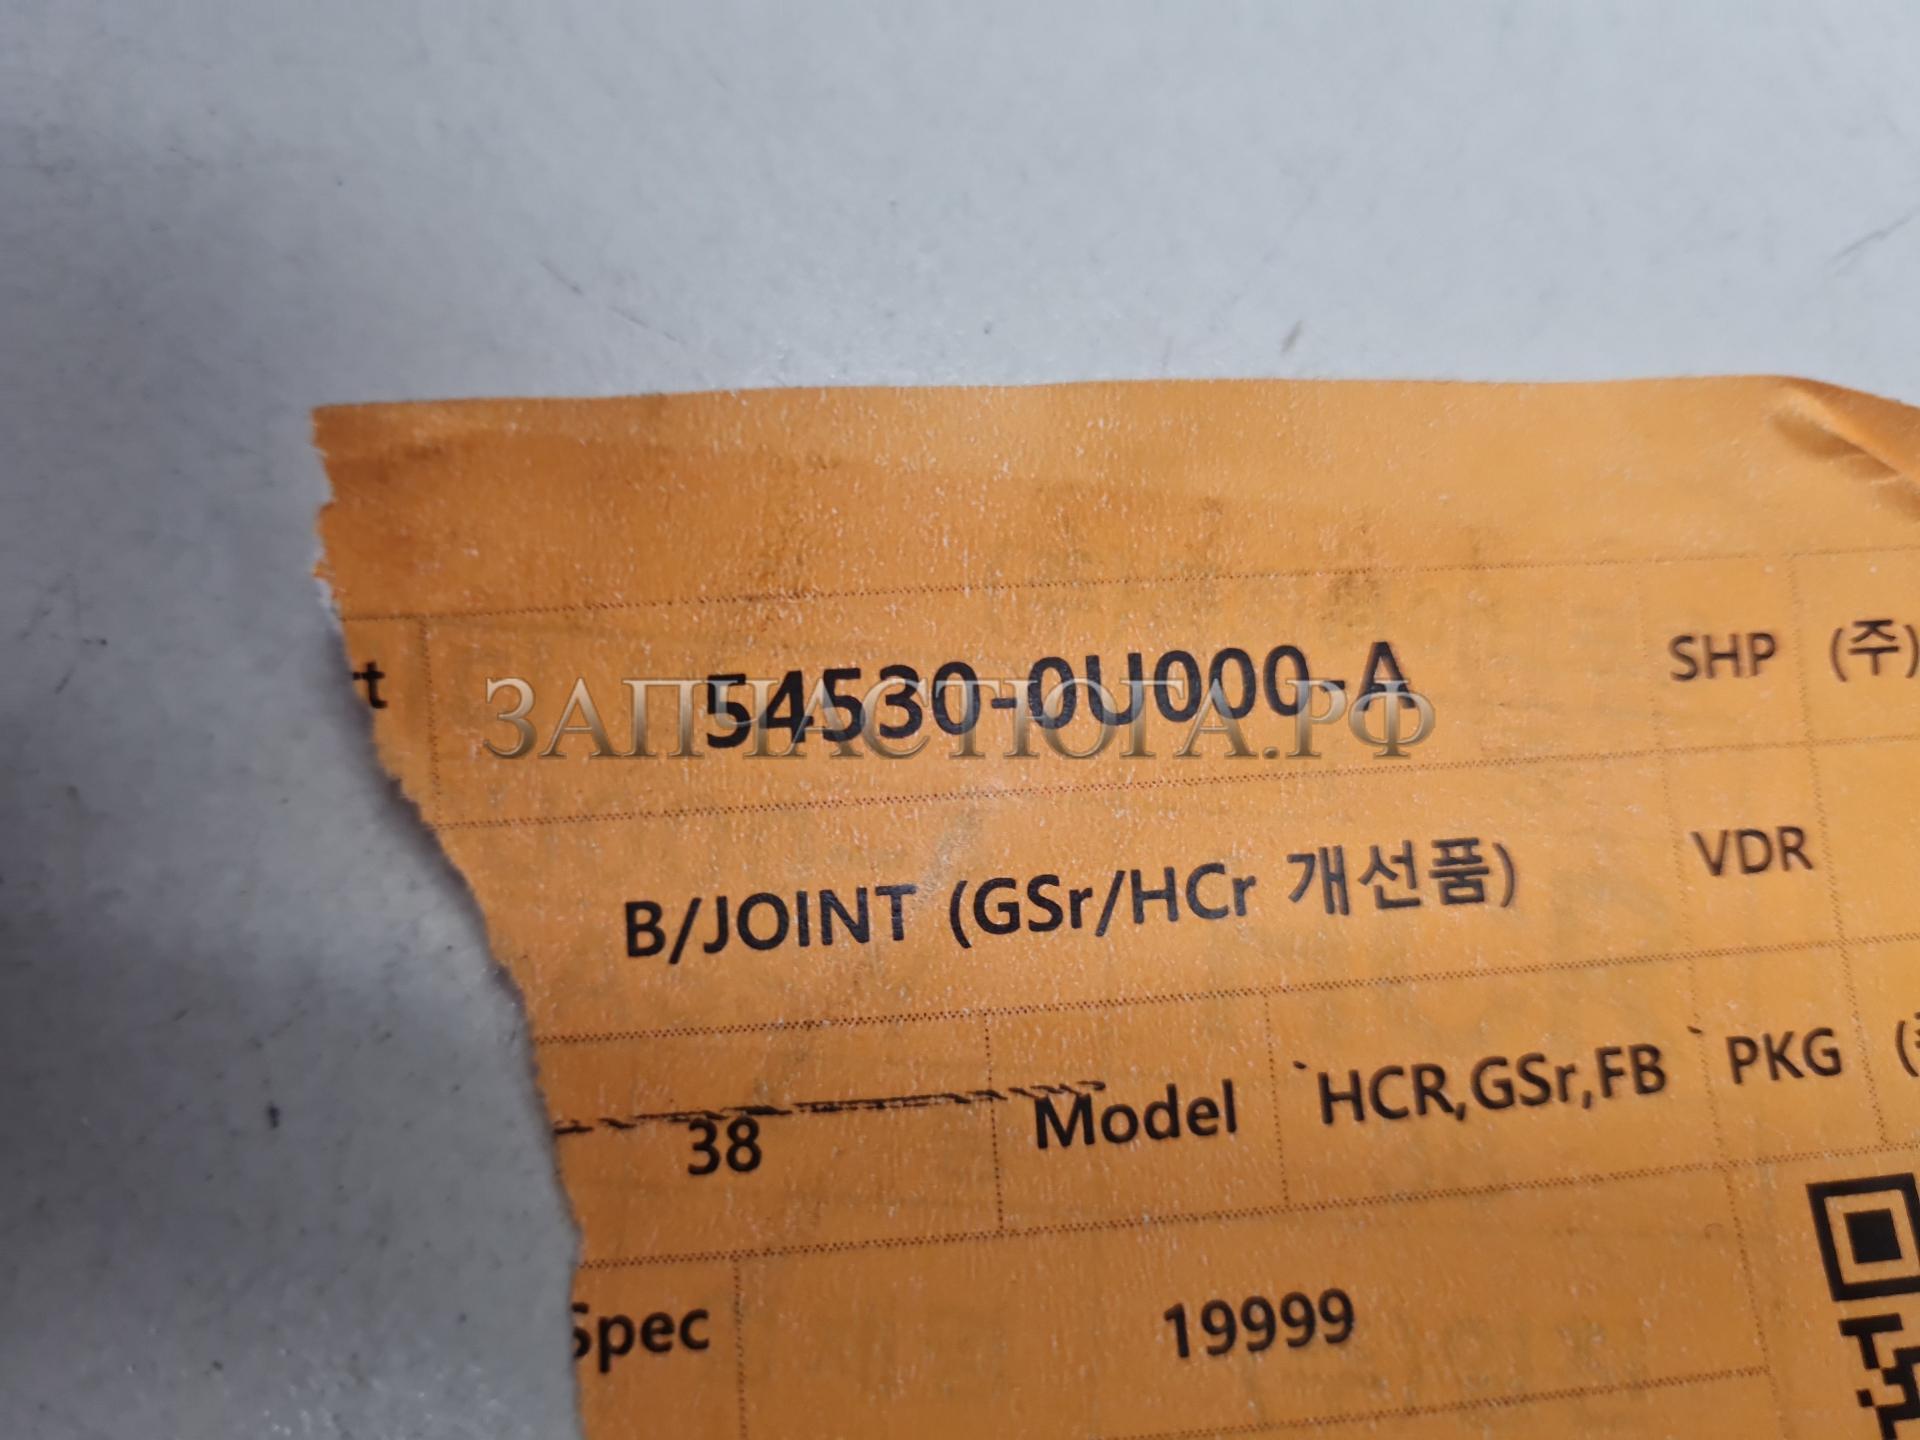 54530-0U000-A SHP (주)
ЗАПЧАСТЮГА.РФ
B/JOINT (GSr/HCr 개선품) VDR
38 Model `HCR,GSr,FB` PKG
Spec 19999